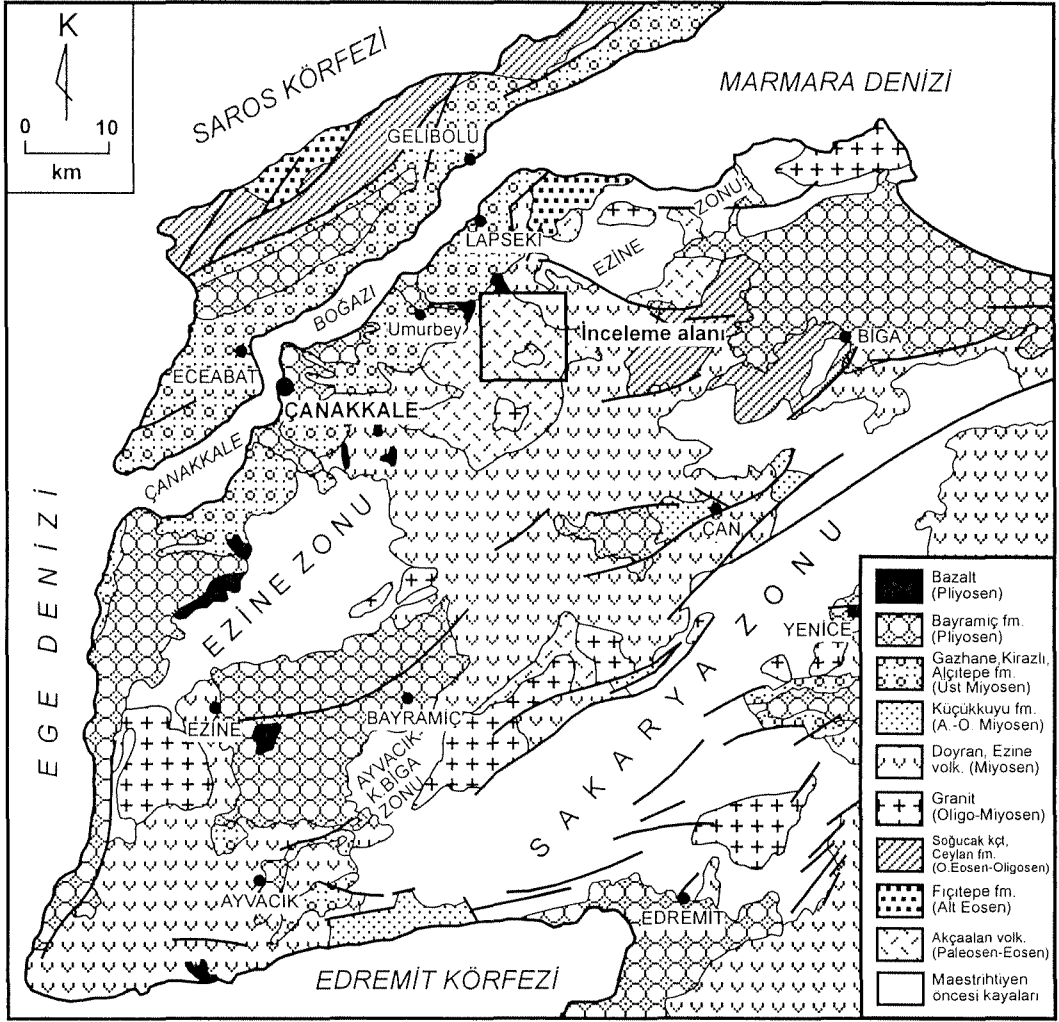 K
0 10
km
SAROS KÖRFEZİ
MARMARA DENİZİ
GELİBOLU
LAPSEKİ
EZİNE
ZONU
BOĞAZI
Umurbey
İnceleme alanı
BİGA
ECEABAT
ÇANAKKALE
ÇANAKKALE
EGE DENİZİ
EZİNE ZONU
ÇAN
SAKARYA ZONU
YENİCE
EZİNE
BAYRAMİÇ
AYVACIK-
K.BİGA
ZONU
AYVACIK
EDREMİT
EDREMİT KÖRFEZİ
Bazalt
(Pliyosen)
Bayramiç fm.
(Pliyosen)
Gazhane,Kirazlı,
Alçıtepe fm.
(Üst Miyosen)
Küçükkuyu fm.
(A.-O. Miyosen)
Doyran, Ezine
volk. (Miyosen)
Granit
(Oligo-Miyosen)
Soğucak kçt,
Ceylan fm.
(O.Eosen-Oligosen)
Fıçıtepe fm.
(Alt Eosen)
Akçaalan volk.
(Paleosen-Eosen)
Maestrihtiyen
öncesi kayaları